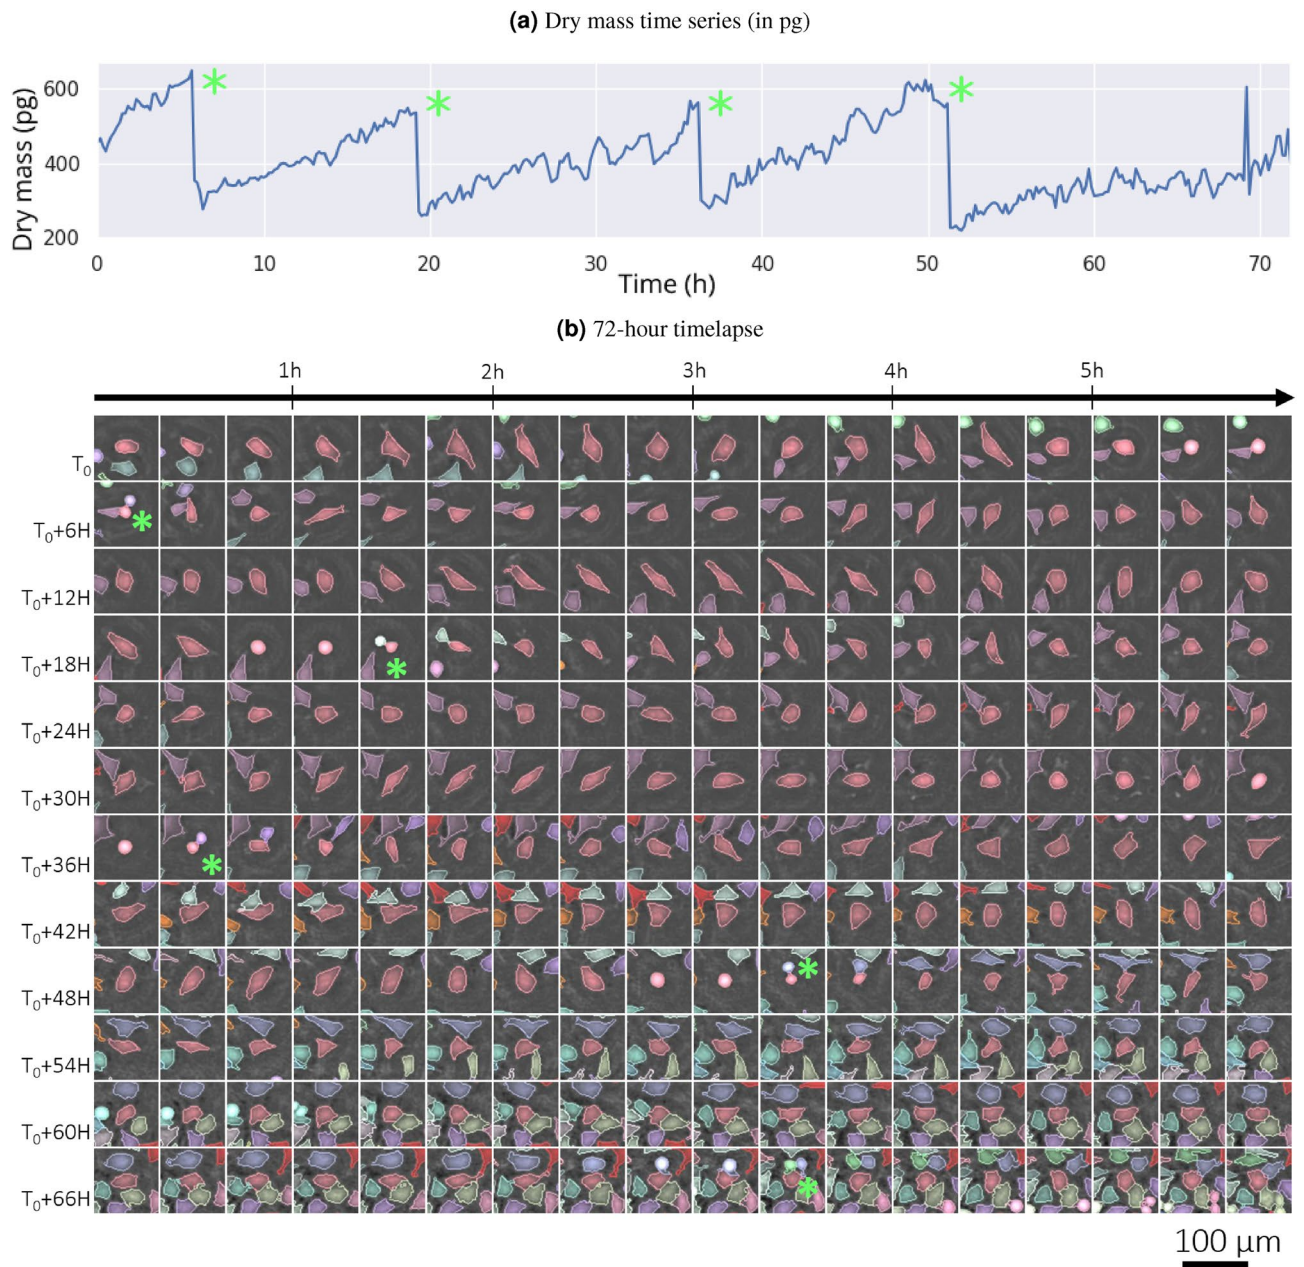 (a) Dry mass time series (in pg)
600
400
200
Dry mass (pg)
0 10 20 30 40 50 60 70
Time (h)
(b) 72-hour timelapse
1h 2h 3h 4h 5h
T0
T0+6H
T0+12H
T0+18H
T0+24H
T0+30H
T0+36H
T0+42H
T0+48H
T0+54H
T0+60H
T0+66H
100 µm